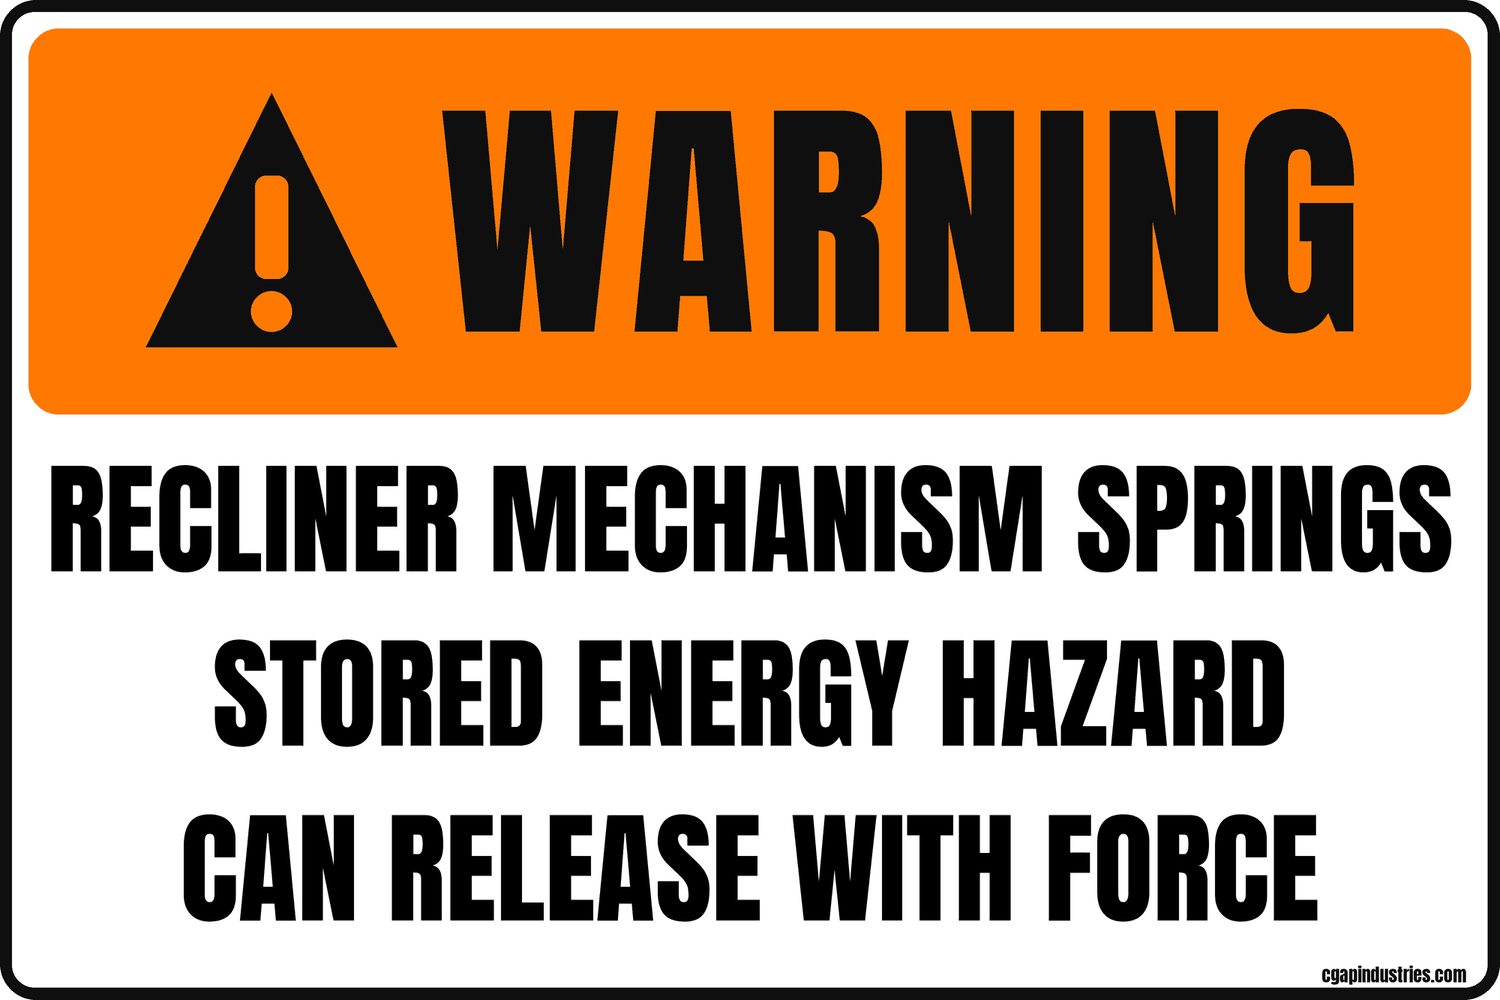 WARNING
RECLINER MECHANISM SPRINGS
STORED ENERGY HAZARD
CAN RELEASE WITH FORCE
cgapindustries.com